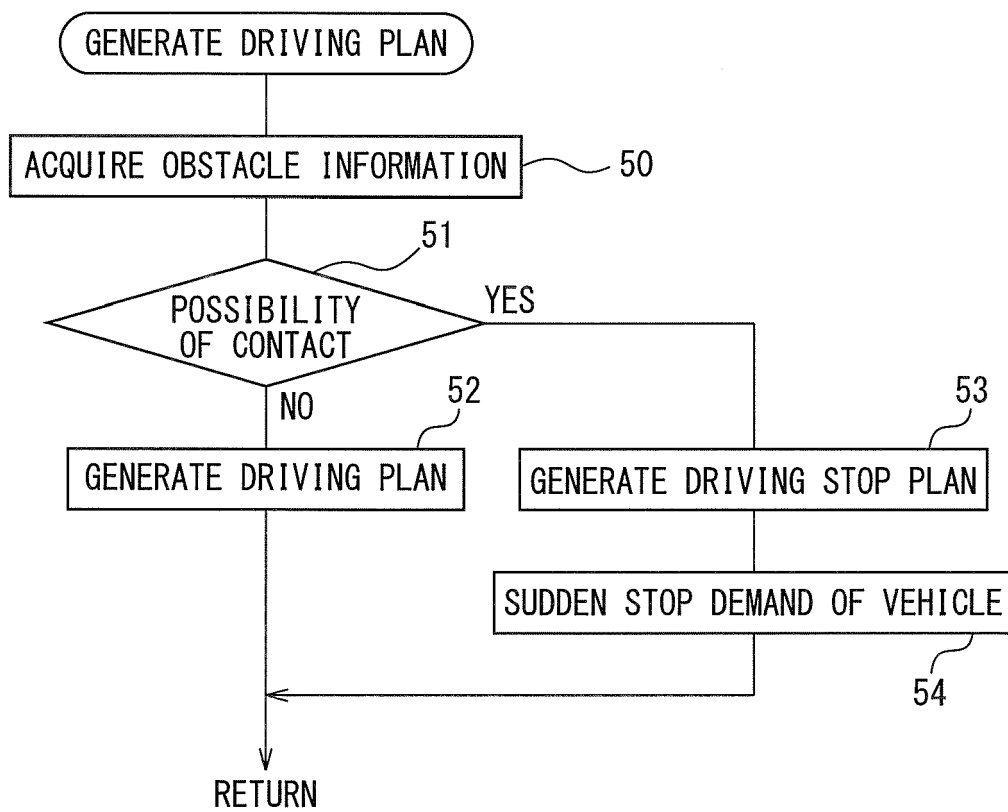 GENERATE DRIVING PLAN
ACQUIRE OBSTACLE INFORMATION
50
51
POSSIBILITY
OF CONTACT
YES
NO
52
GENERATE DRIVING PLAN
53
GENERATE DRIVING STOP PLAN
SUDDEN STOP DEMAND OF VEHICLE
54
RETURN